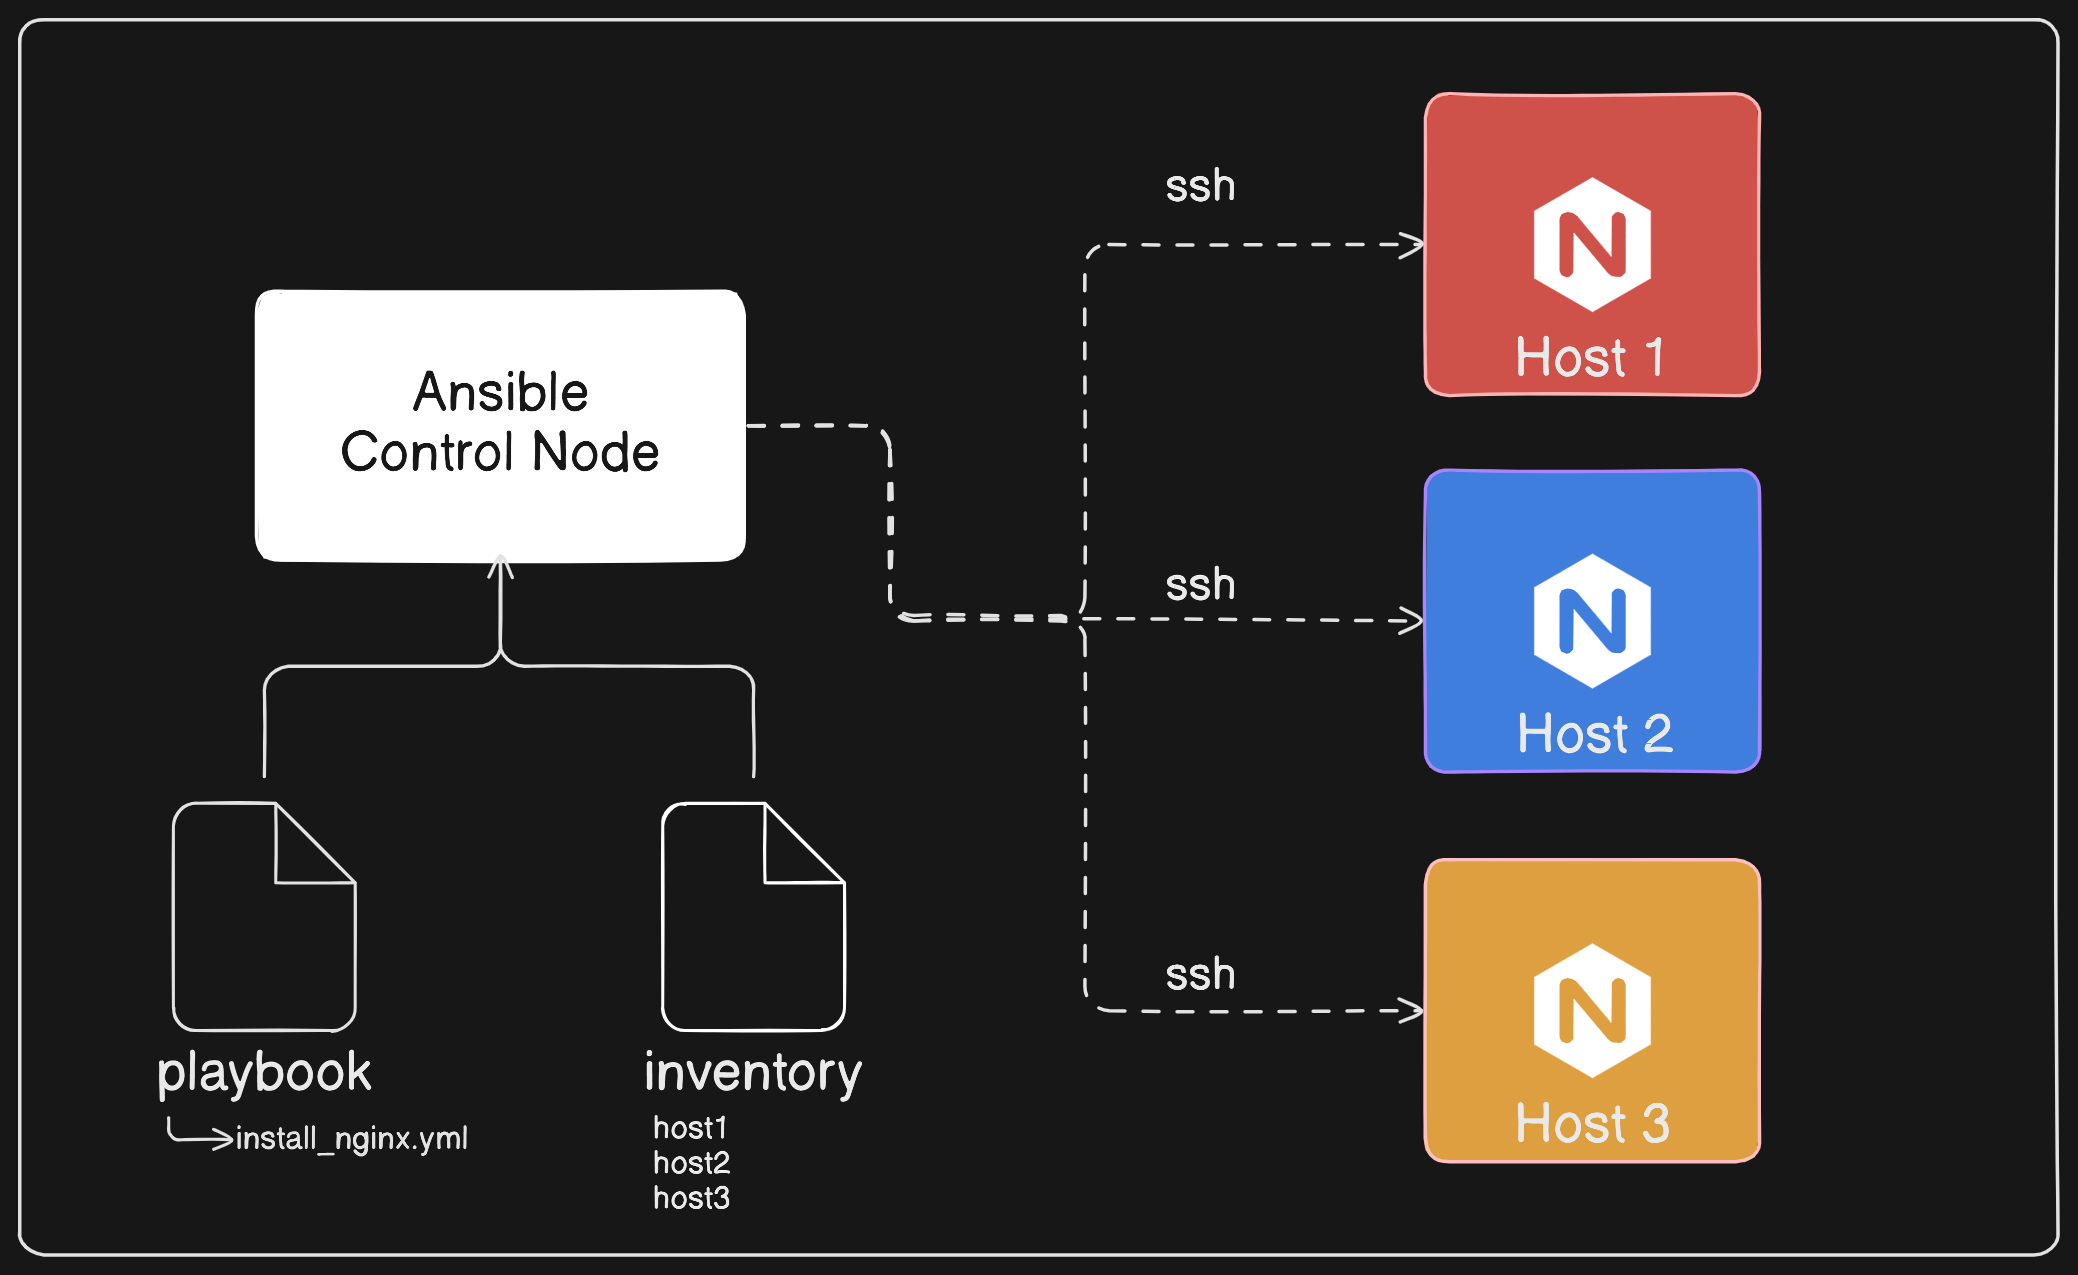 Ansible
Control Node
playbook
install_nginx.yml
inventory
host1
host2
host3
ssh
N
Host 1
ssh
N
Host 2
ssh
N
Host 3